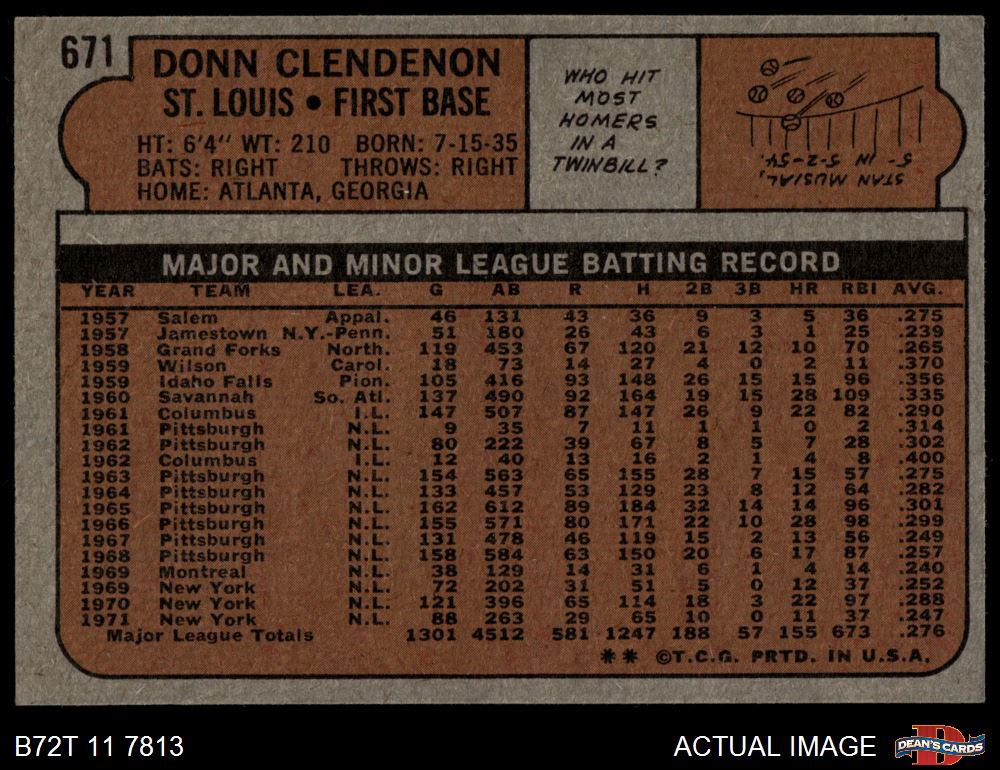 671
DONN CLENDENON
ST. LOUIS • FIRST BASE
HT: 6'4" WT: 210 BORN: 7-15-35
BATS: RIGHT THROWS: RIGHT
HOME: ATLANTA, GEORGIA
WHO HIT
MOST
HOMERS
IN A
TWINBILL?
STAN MUSIAL,
5- IN 5-2-54.
MAJOR AND MINOR LEAGUE BATTING RECORD
YEAR TEAM LEA. G AB R H 2B 3B HR RBI AVG.
1957 Salem Appal. 46 131 43 36 9 3 5 36 .275
1957 Jamestown N.Y.-Penn. 51 180 26 43 6 3 1 25 .239
1958 Grand Forks North. 119 453 67 120 21 12 10 70 .265
1959 Wilson Carol. 18 73 14 27 4 0 2 11 .370
1959 Idaho Falls Pion. 105 416 93 148 26 15 15 96 .356
1960 Savannah So. Atl. 137 490 92 164 19 15 28 109 .335
1961 Columbus I.L. 147 507 87 147 26 9 22 82 .290
1961 Pittsburgh N.L. 9 35 7 11 1 1 0 2 .314
1962 Pittsburgh N.L. 80 222 39 67 8 5 7 28 .302
1962 Columbus I.L. 12 40 13 16 2 1 4 8 .400
1963 Pittsburgh N.L. 154 563 65 155 28 7 15 57 .275
1964 Pittsburgh N.L. 133 457 53 129 23 8 12 64 .282
1965 Pittsburgh N.L. 162 612 89 184 32 14 14 96 .301
1966 Pittsburgh N.L. 155 571 80 171 22 10 28 98 .299
1967 Pittsburgh N.L. 131 478 46 119 15 2 13 56 .249
1968 Pittsburgh N.L. 158 584 63 150 20 6 17 87 .257
1969 Montreal N.L. 38 129 14 31 6 1 4 14 .240
1969 New York N.L. 72 202 31 51 5 0 12 37 .252
1970 New York N.L. 121 396 65 114 18 3 22 97 .288
1971 New York N.L. 88 263 29 65 10 0 11 37 .247
Major League Totals 1301 4512 581 1247 188 57 155 673 .276
** ©T.C.G. PRTD. IN U.S.A.
B72T 11 7813
ACTUAL IMAGE
DEAN'S CARDS